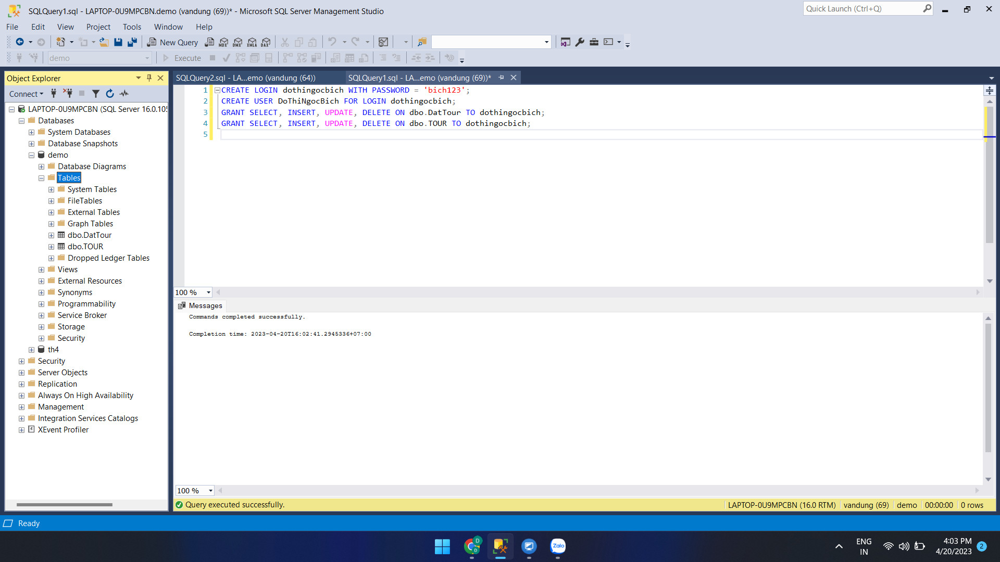 SQLQuery1.sql - LAPTOP-0U9MPCBN.demo (vandung (69))* - Microsoft SQL Server Management Studio
Quick Launch (Ctrl+Q)
File Edit View Project Tools Window Help
New Query
MDX DMX XMLA DAX
demo
Execute
Object Explorer
Connect
LAPTOP-0U9MPCBN (SQL Server 16.0.105
Databases
System Databases
Database Snapshots
demo
Database Diagrams
Tables
System Tables
FileTables
External Tables
Graph Tables
dbo.DatTour
dbo.TOUR
Dropped Ledger Tables
Views
External Resources
Synonyms
Programmability
Service Broker
Storage
Security
th4
Security
Server Objects
Replication
Always On High Availability
Management
Integration Services Catalogs
XEvent Profiler
SQLQuery2.sql - LA...emo (vandung (64))
SQLQuery1.sql - LA...emo (vandung (69))*
1 CREATE LOGIN dothingocbich WITH PASSWORD = 'bich123';
2 CREATE USER DoThiNgocBich FOR LOGIN dothingocbich;
3 GRANT SELECT, INSERT, UPDATE, DELETE ON dbo.DatTour TO dothingocbich;
4 GRANT SELECT, INSERT, UPDATE, DELETE ON dbo.TOUR TO dothingocbich;
5
100 %
Messages
Commands completed successfully.
Completion time: 2023-04-20T16:02:41.2945336+07:00
100 %
Query executed successfully.
LAPTOP-0U9MPCBN (16.0 RTM) vandung (69) demo 00:00:00 0 rows
Ready
D
D
Zalo
ENG
IN
4:03 PM
4/20/2023
2